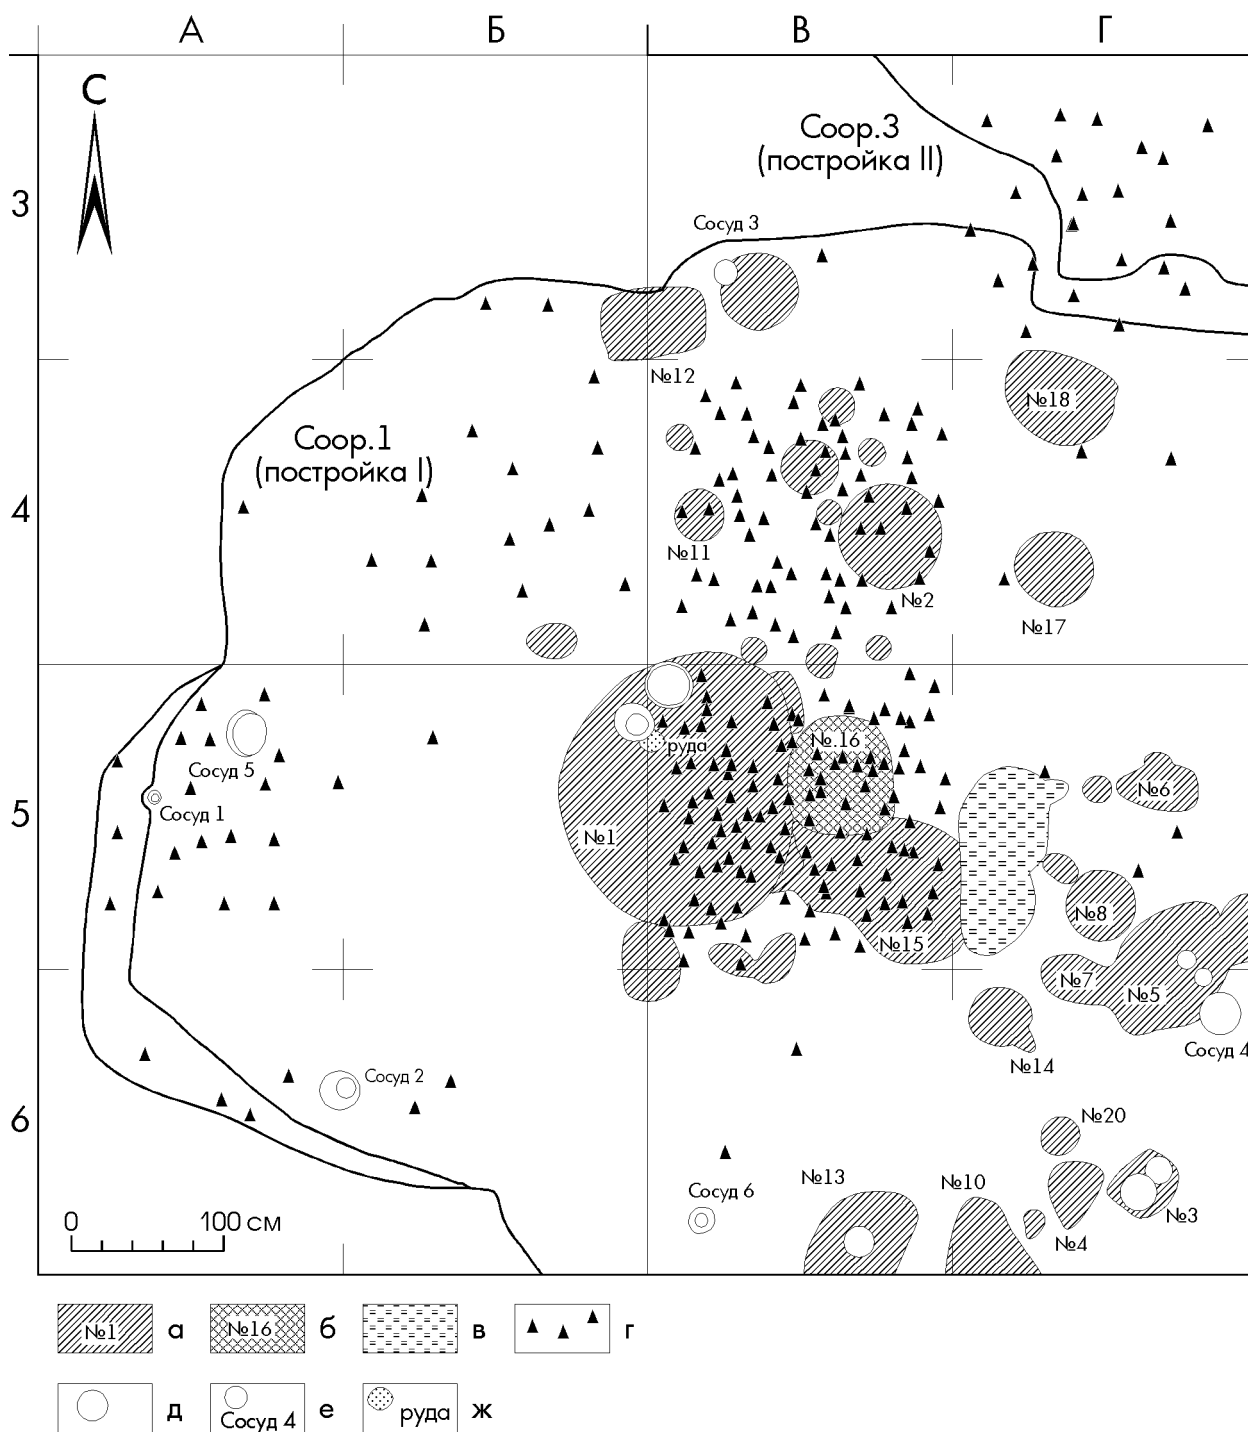 А Б В Г
С
Соор.3
(постройка II)
3
Сосуд 3
№12
№18
Соор.1
(постройка I)
4
№11
№2
№17
руда
№.16
Сосуд 5
Сосуд 1
№6
5
№1
№8
№15
№7
№5
Сосуд 4
№14
Сосуд 2
6
№20
№13
№10
Сосуд 6
№3
№4
0 100 см
№1 а №16 б в г
д Сосуд 4 е руда ж